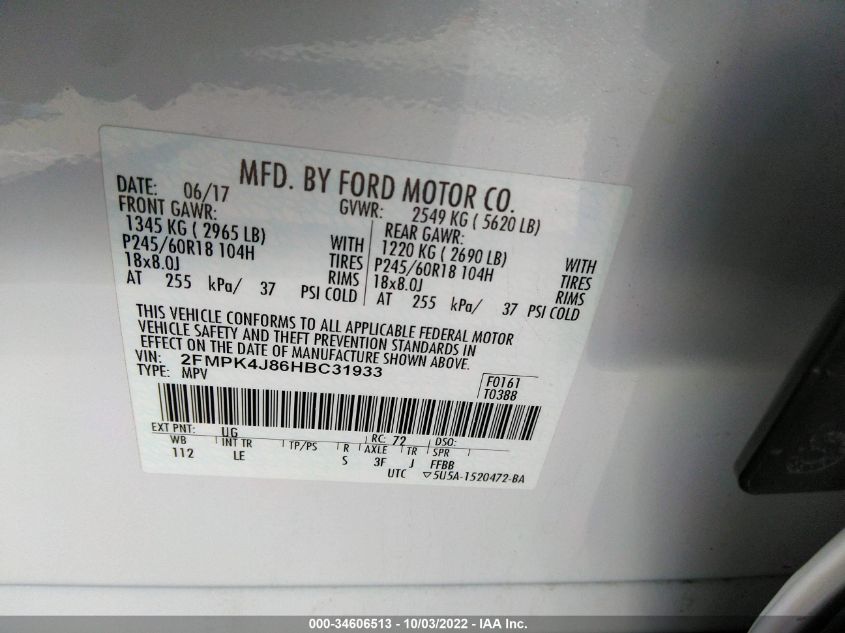 MFD. BY FORD MOTOR CO.
DATE: 06/17 GVWR: 2549 KG ( 5620 LB)
FRONT GAWR: REAR GAWR:
1345 KG ( 2965 LB) WITH 1220 KG ( 2690 LB) WITH
P245/60R18 104H TIRES P245/60R18 104H TIRES
18x8.0J RIMS 18x8.0J RIMS
AT 255 kPa/ 37 PSI COLD AT 255 kPa/ 37 PSI COLD
THIS VEHICLE CONFORMS TO ALL APPLICABLE FEDERAL MOTOR
VEHICLE SAFETY AND THEFT PREVENTION STANDARDS IN
EFFECT ON THE DATE OF MANUFACTURE SHOWN ABOVE.
VIN: 2FMPK4J86HBC31933
TYPE: MPV
F0161
T0388
EXT PNT: UG RC: 72 DSO:
WB INT TR TP/PS R AXLE TR SPR
112 LE S 3F J FFBB
UTC ▽5U5A-1520472-BA
000-34606513 - 10/03/2022 - IAA Inc.